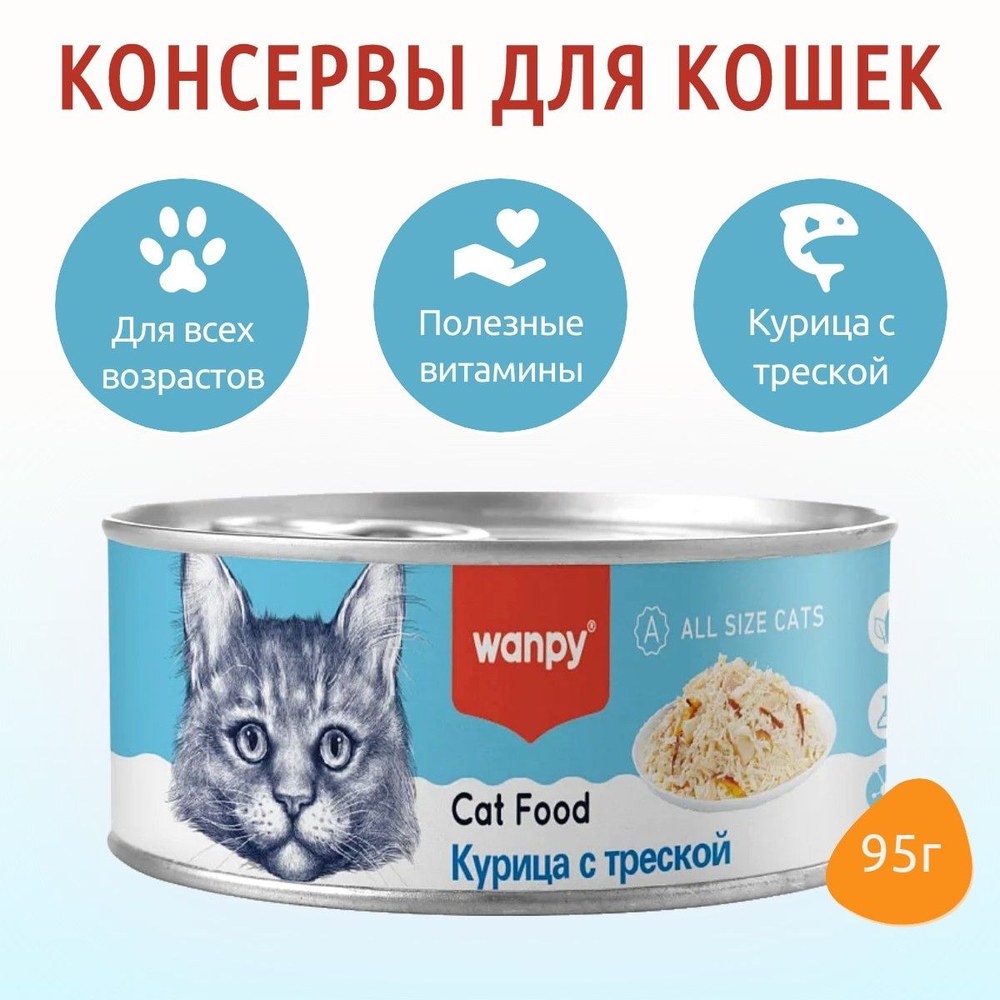 КОНСЕРВЫ ДЛЯ КОШЕК
Для всех
возрастов
Полезные
витамины
Курица с
треской
wanpy®
A ALL SIZE CATS
Cat Food
Курица с треской
95г